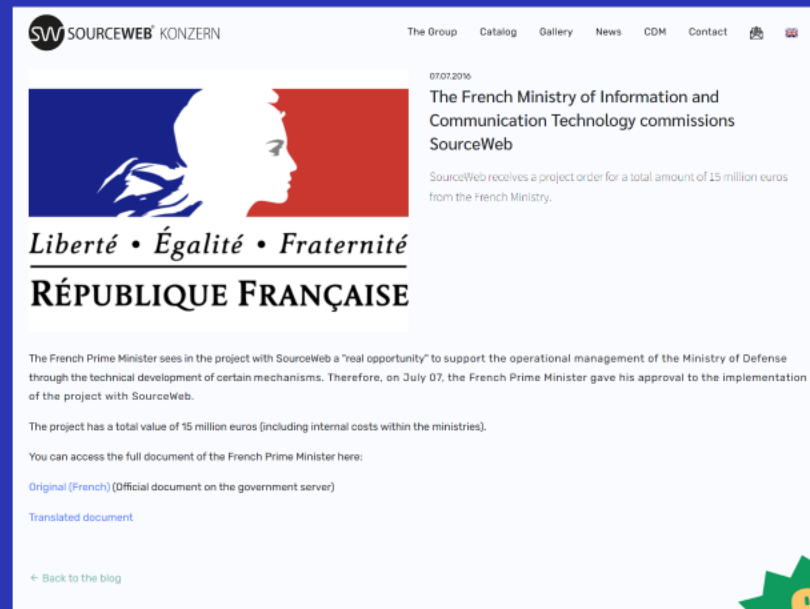 SW SOURCEWEB® KONZERN
The Group Catalog Gallery News CDM Contact
07.07.2016
The French Ministry of Information and
Communication Technology commissions
SourceWeb
SourceWeb receives a project order for a total amount of 15 million euros
from the French Ministry.
Liberté • Égalité • Fraternité
RÉPUBLIQUE FRANÇAISE
The French Prime Minister sees in the project with SourceWeb a "real opportunity" to support the operational management of the Ministry of Defense
through the technical development of certain mechanisms. Therefore, on July 07, the French Prime Minister gave his approval to the implementation
of the project with SourceWeb.
The project has a total value of 15 million euros (including internal costs within the ministries).
You can access the full document of the French Prime Minister here:
Original (French) (Official document on the government server)
Translated document
← Back to the blog